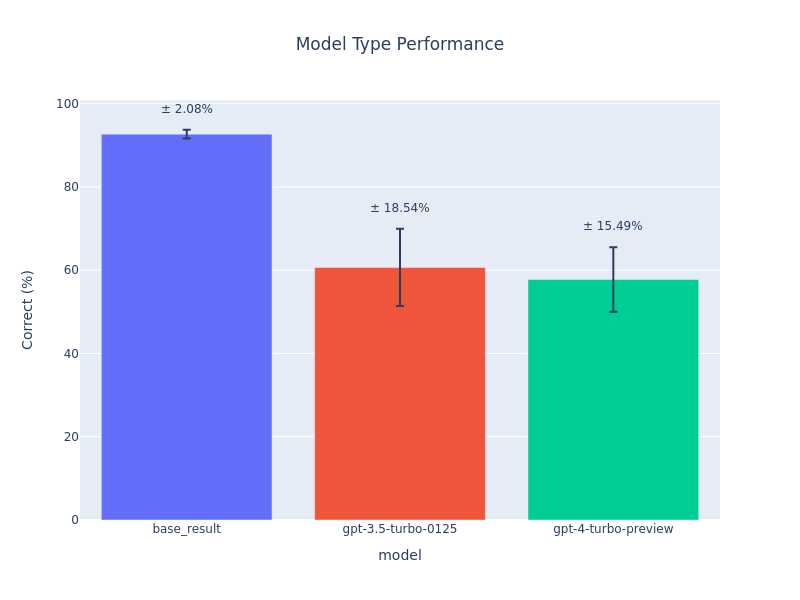 Model Type Performance
100
80
60
40
20
0
Correct (%)
± 2.08%
± 18.54%
± 15.49%
base_result
gpt-3.5-turbo-0125
gpt-4-turbo-preview
model